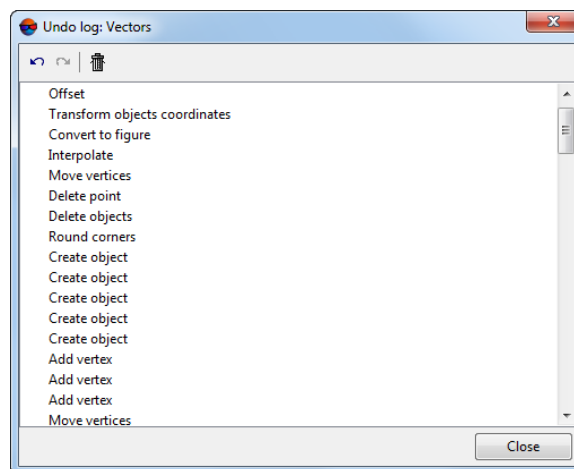 Undo log: Vectors
Offset
Transform objects coordinates
Convert to figure
Interpolate
Move vertices
Delete point
Delete objects
Round corners
Create object
Create object
Create object
Create object
Create object
Add vertex
Add vertex
Add vertex
Move vertices
Close